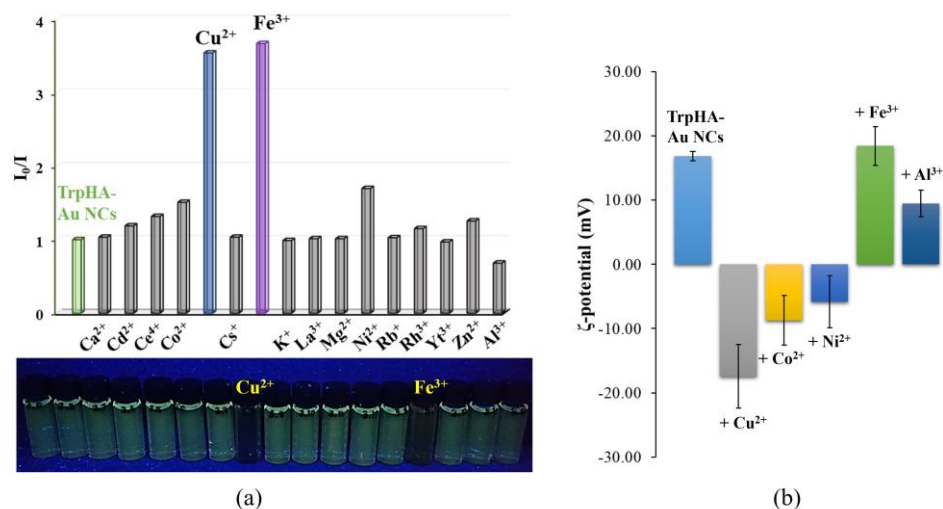 4
3
2
1
0
I₀/I
Cu²⁺
Fe³⁺
TrpHA-
Au NCs
Ca²⁺
Cd²⁺
Ce⁴⁺
Co²⁺
Cs⁺
K⁺
La³⁺
Mg²⁺
Ni²⁺
Rb⁺
Rh³⁺
Yt³⁺
Zn²⁺
Al³⁺
Cu²⁺
Fe³⁺
(a)
30.00
20.00
10.00
0.00
-10.00
-20.00
-30.00
ζ-potential (mV)
TrpHA-
Au NCs
+ Fe³⁺
+ Al³⁺
+ Co²⁺
+ Ni²⁺
+ Cu²⁺
(b)